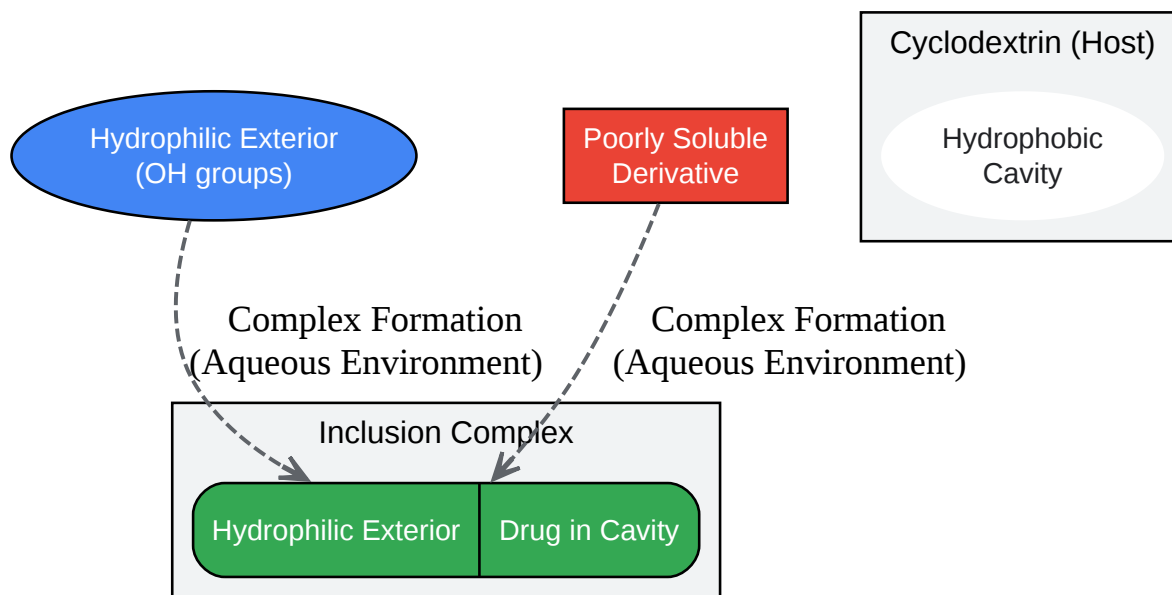 Cyclodextrin (Host)
Hydrophilic Exterior
(OH groups)
Poorly Soluble
Derivative
Hydrophobic
Cavity
Complex Formation
(Aqueous Environment)
Complex Formation
(Aqueous Environment)
Inclusion Complex
Hydrophilic Exterior
Drug in Cavity